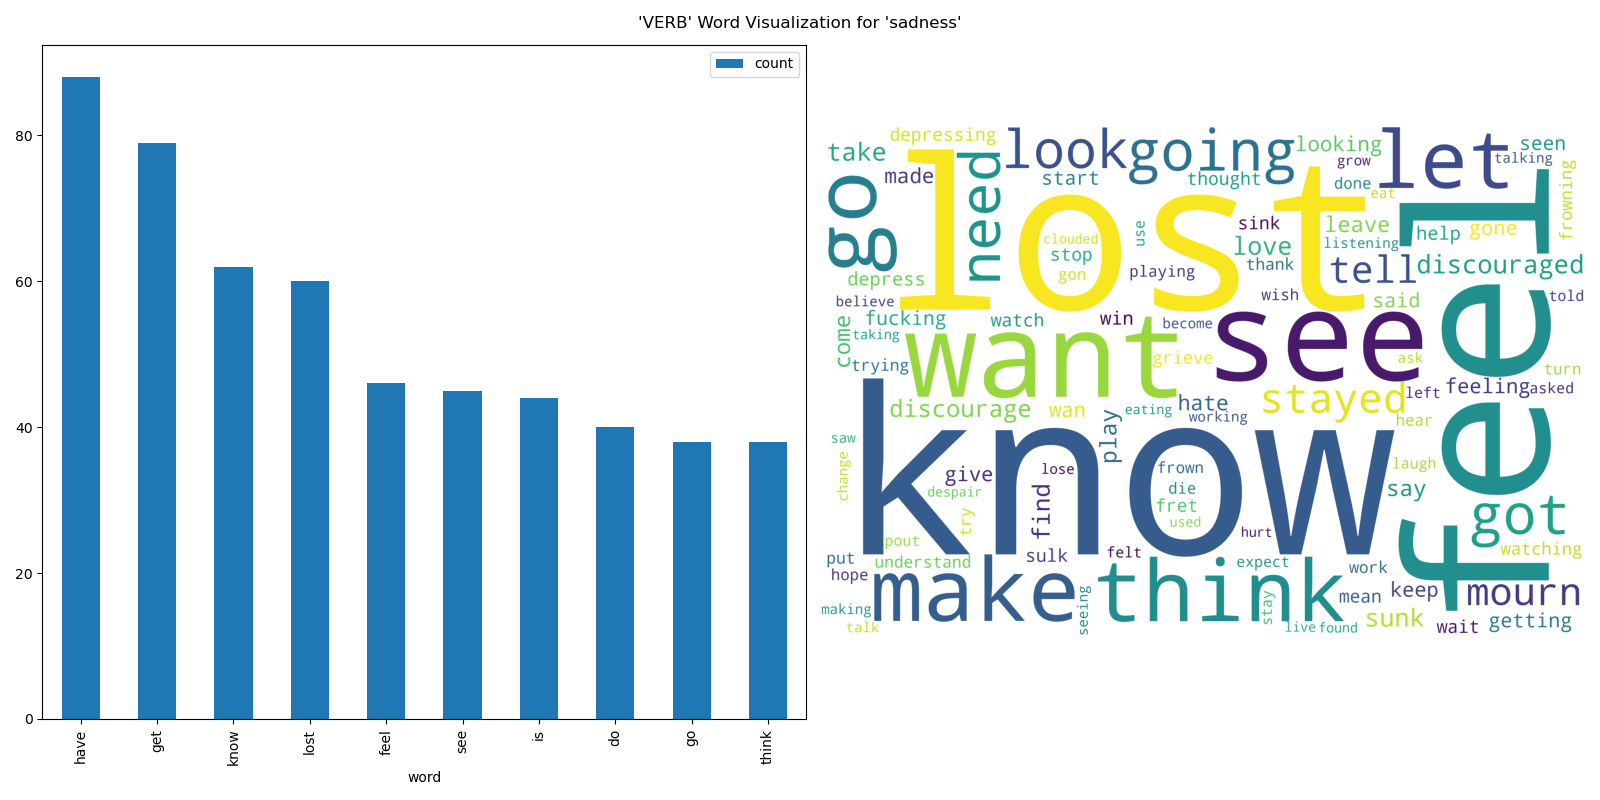 'VERB' Word Visualization for 'sadness'
count
80
60
40
20
0
have get know lost feel see is do go think
word
depressing look going looking let seen
take made need start thought grow talking
go lost done eat feel
use sink leave help gone frowning
clouded stop love listening
gon playing thank tell discouraged
depress believe wish said told
fucking watch win become see
come taking want grieve ask
trying turn
discourage wan eating hate stayed left feeling asked
play working hear
saw know frown laugh
change give lose die say
despair fret got
try find used
pout hurt watching
put understand sulk felt expect work
hope make think mean keep mourn
making seeing stay sunk getting
talk live found wait